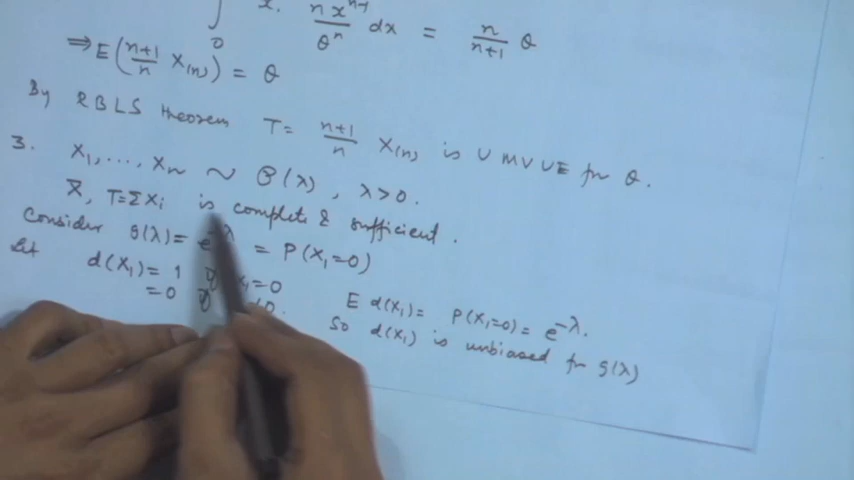 ∫ 0 x. n x^(n-1) / θ^n dx = n/(n+1) θ
⇒ E( (n+1)/n X(n) ) = θ
By RBLS theorem T = (n+1)/n X(n) is UMVUE for θ.
3. X1, ..., Xn ~ P(λ), λ>0.
X̄, T=ΣXi is complete & sufficient.
Consider g(λ)= e^-λ = P(X1=0)
Let d(X1)= 1 if X1=0
=0 if
E d(X1)= P(X1=0)= e^-λ.
So d(X1) is unbiased for g(λ)